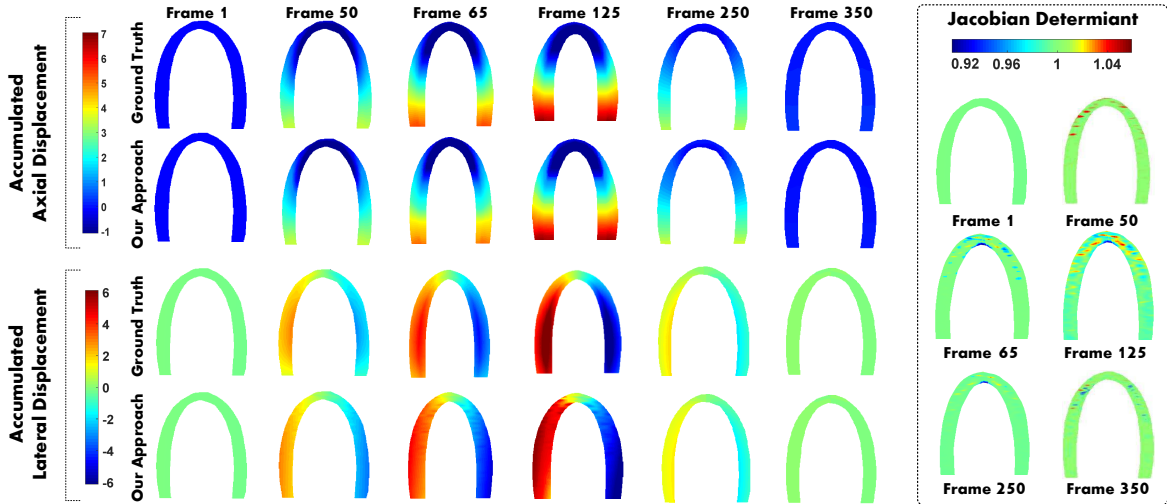 Frame 1 Frame 50 Frame 65 Frame 125 Frame 250 Frame 350
Accumulated
Axial Displacement
7
6
5
4
3
2
1
0
-1
Ground Truth
Our Approach
Accumulated
Lateral Displacement
6
4
2
0
-2
-4
-6
Ground Truth
Our Approach
Jacobian Determiant
0.92 0.96 1 1.04
Frame 1 Frame 50
Frame 65 Frame 125
Frame 250 Frame 350